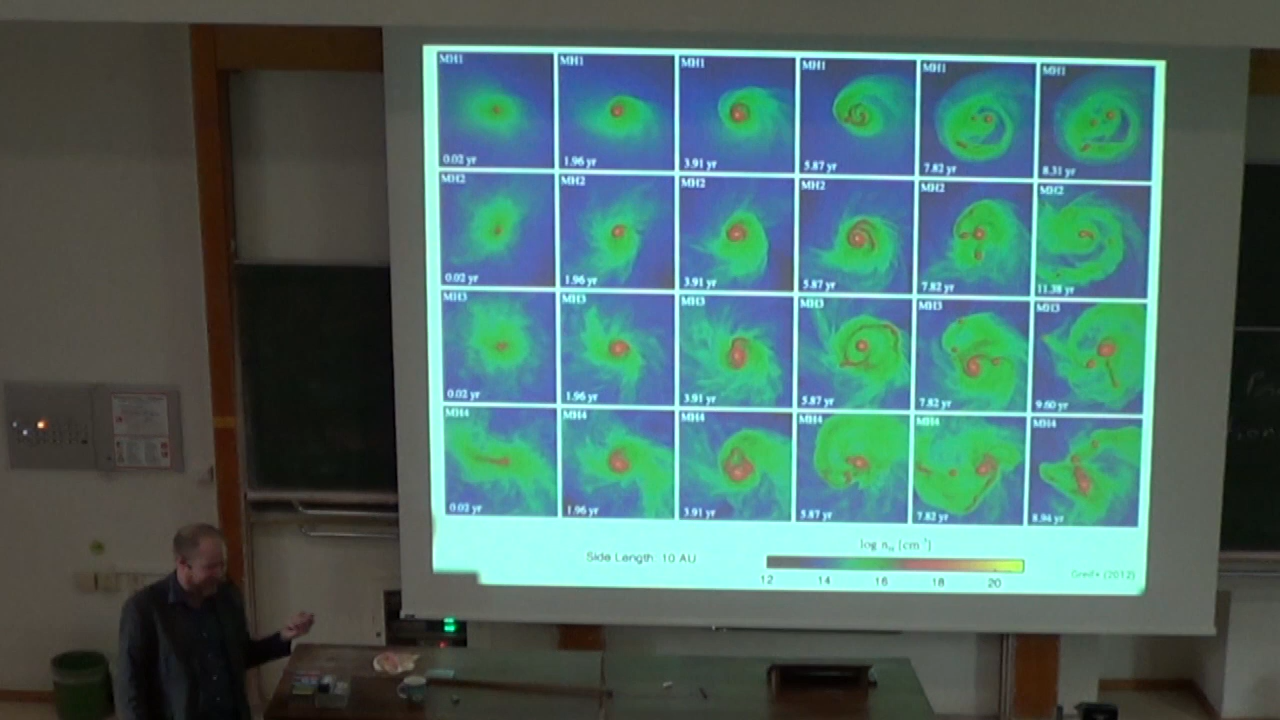 MH1 MH1 MH1 MH1 MH1 MH1
0.02 yr 1.96 yr 3.91 yr 5.87 yr 7.82 yr 8.31 yr
MH2 MH2 MH2 MH2 MH2 MH2
0.02 yr 1.96 yr 3.91 yr 5.87 yr 7.82 yr 11.38 yr
MH3 MH3 MH3 MH3 MH3 MH3
0.02 yr 1.96 yr 3.91 yr 5.87 yr 7.82 yr 9.60 yr
MH4 MH4 MH4 MH4 MH4 MH4
0.02 yr 1.96 yr 3.91 yr 5.87 yr 7.82 yr 8.94 yr
log n [cm
Side Length: 10 AU
12 14 16 18 20
(2012)